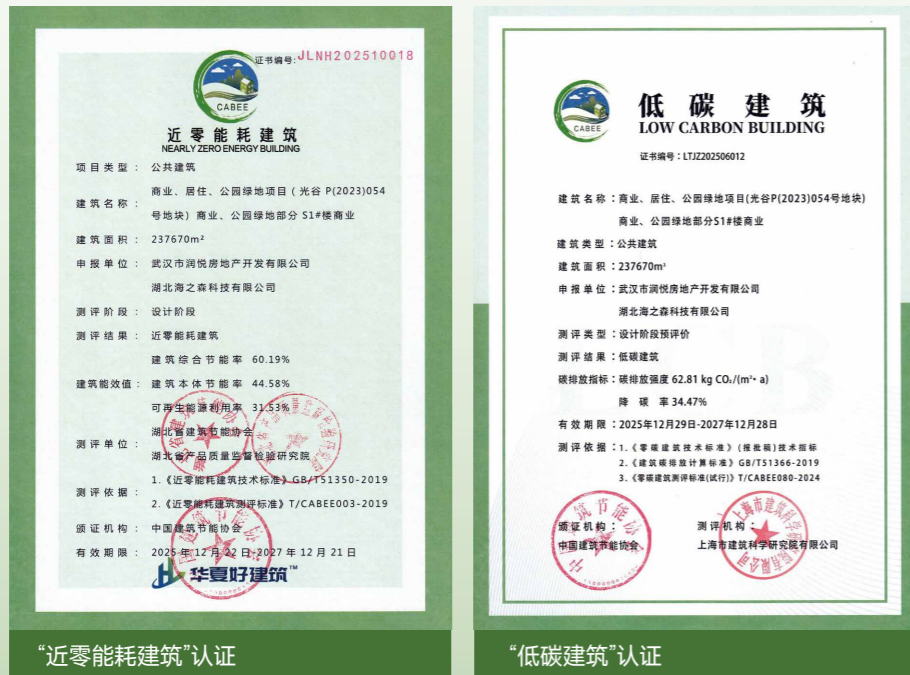 证书编号:JLNH202510018
CABEE
近零能耗建筑
NEARLY ZERO ENERGY BUILDING
项目类型： 公共建筑
建筑名称： 商业、居住、公园绿地项目（光谷 P(2023)054
号地块）商业、公园绿地部分 S1#楼商业
建筑面积： 237670m²
申报单位： 武汉市润悦房地产开发有限公司
湖北海之森科技有限公司
测评阶段： 设计阶段
测评结果： 近零能耗建筑
建筑综合节能率 60.19%
建筑能效值： 建筑本体节能率 44.58%
可再生能源利用率 31.53%
测评单位： 湖北省建筑节能协会
湖北省产品质量监督检验研究院
测评依据： 1.《近零能耗建筑技术标准》GB/T51350-2019
2.《近零能耗建筑测评标准》T/CABEE003-2019
颁证机构： 中国建筑节能协会
有效期限： 2025 年 12 月 22 日-2027 年 12 月 21 日
华夏好建筑™
“近零能耗建筑”认证
CABEE
低碳建筑
LOW CARBON BUILDING
证书编号：LTJZ202506012
建筑名称：商业、居住、公园绿地项目(光谷P(2023)054号地块)
商业、公园绿地部分S1#楼商业
建筑类型：公共建筑
建筑面积：237670m²
申报单位：武汉市润悦房地产开发有限公司
湖北海之森科技有限公司
测评类型：设计阶段预评价
测评结果：低碳建筑
碳排放指标：碳排放强度 62.81 kg CO₂/(m²· a)
降 碳 率 34.47%
有效期限：2025年12月29日-2027年12月28日
测评依据：1.《零碳建筑技术标准》(报批稿)技术指标
2.《建筑碳排放计算标准》GB/T51366-2019
3.《零碳建筑测评标准(试行)》T/CABEE080-2024
颁证机构： 测评机构：
中国建筑节能协会 上海市建筑科学研究院有限公司
“低碳建筑”认证